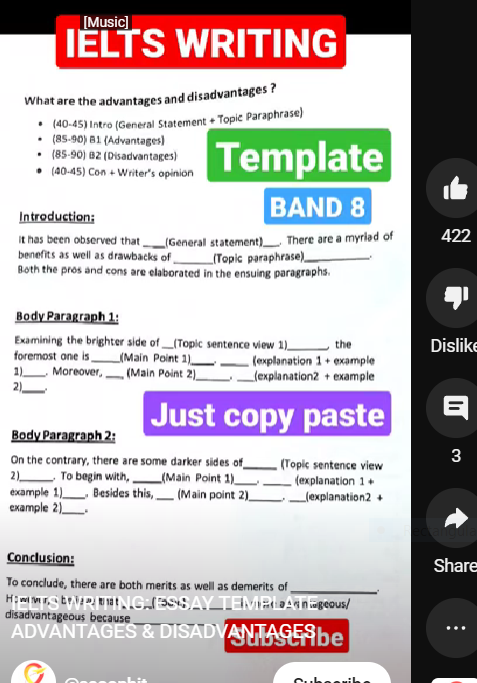 [Music]
IELTS WRITING
What are the advantages and disadvantages ?
• (40-45) Intro (General Statement + Topic Paraphrase)
• (85-90) B1 (Advantages)
• (85-90) B2 (Disadvantages)
• (40-45) Con + Writer's opinion
Template
BAND 8
Introduction:
It has been observed that ____(General statement)___. There are a myriad of
benefits as well as drawbacks of _______(Topic paraphrase)___________.
Both the pros and cons are elaborated in the ensuing paragraphs.
Body Paragraph 1:
Examining the brighter side of __(Topic sentence view 1)_______, the
foremost one is _____(Main Point 1)____. _____ (explanation 1 + example
1)____. Moreover, ___ (Main Point 2)______. ___(explanation2 + example
2)____.
Just copy paste
Body Paragraph 2:
On the contrary, there are some darker sides of______ (Topic sentence view
2)______. To begin with, _____(Main Point 1)____. _____ (explanation 1 +
example 1)____. Besides this,___ (Main point 2)______. ___(explanation2 +
example 2)____.
Conclusion:
To conclude, there are both merits as well as demerits of ______________.
advantageous/
disadvantageous because
IELTS WRITING: ESSAY TEMPLATE :
ADVANTAGES & DISADVANTAGES
Subscribe
Subscribe
422
Dislike
3
Share